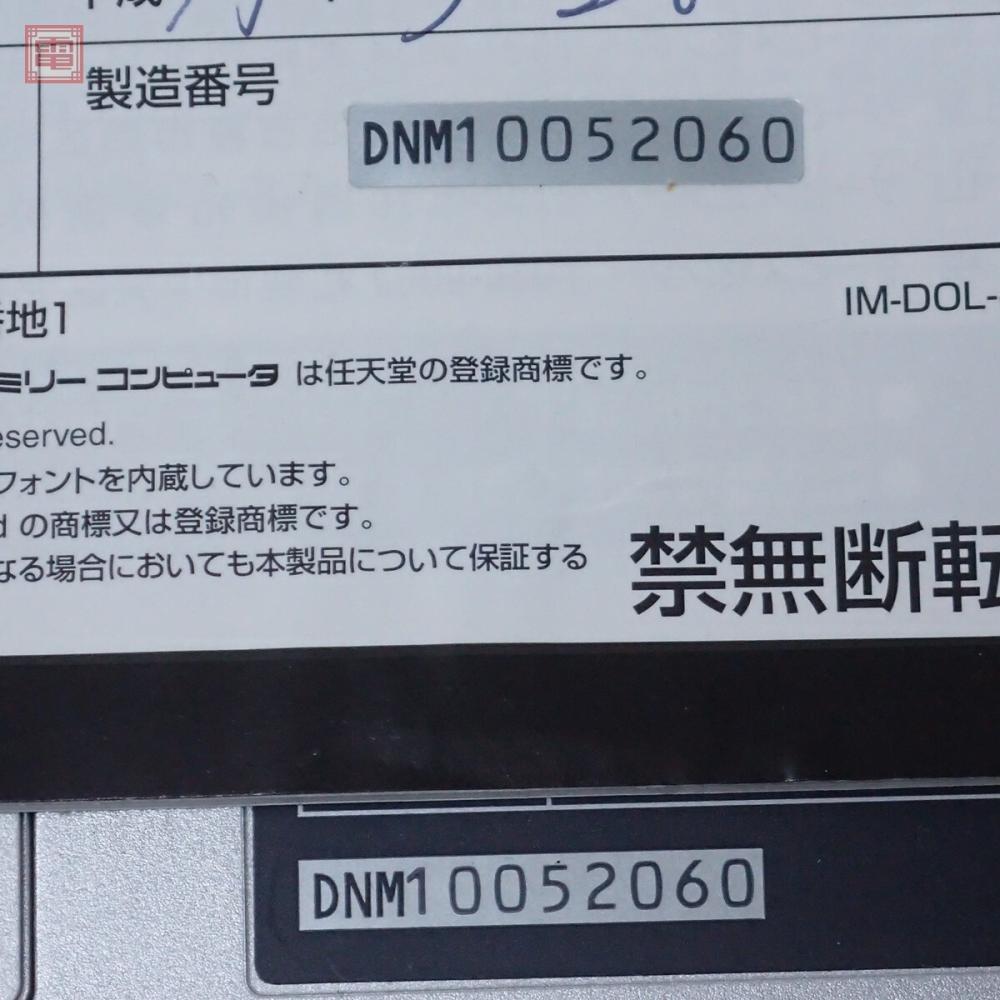 電
平成
製造番号
DNM10052060
番地1
IM-DOL-
ミリー コンピュータ は任天堂の登録商標です。
eserved.
フォントを内蔵しています。
d の商標又は登録商標です。
なる場合においても本製品について保証する
禁無断転
DNM10052060